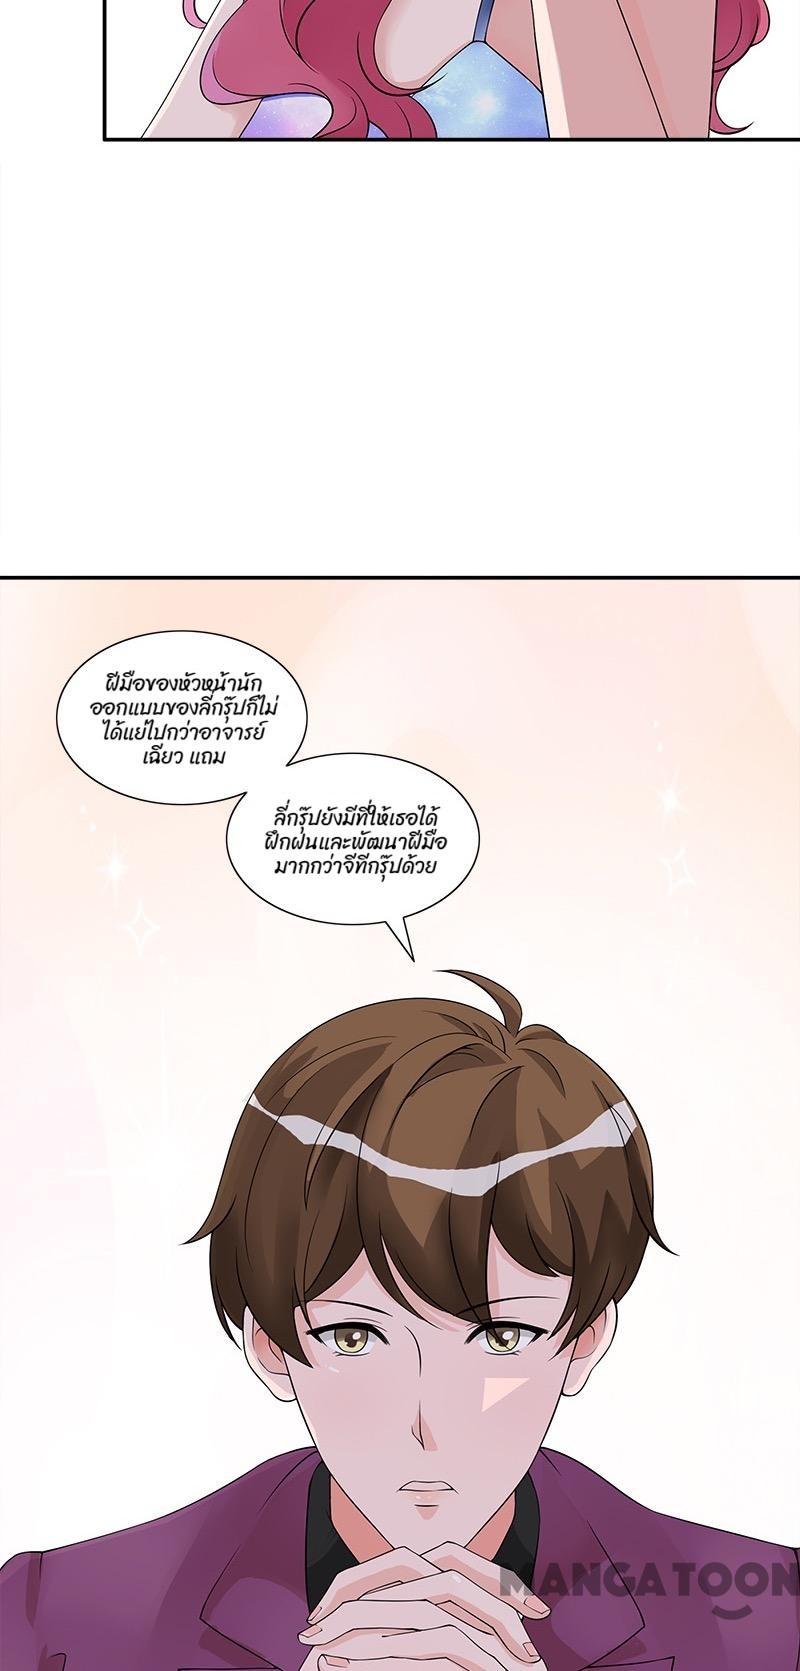 ฝีมือของหัวหน้านัก
ออกแบบของลี่กรุ๊ปก็ไม่
ได้แย่ไปกว่าอาจารย์
เฉียว แถม
ลี่กรุ๊ปยังมีที่ให้เธอได้
ฝึกฝนและพัฒนาฝีมือ
มากกว่าจีที่กรุ๊ปด้วย
MANGATOON